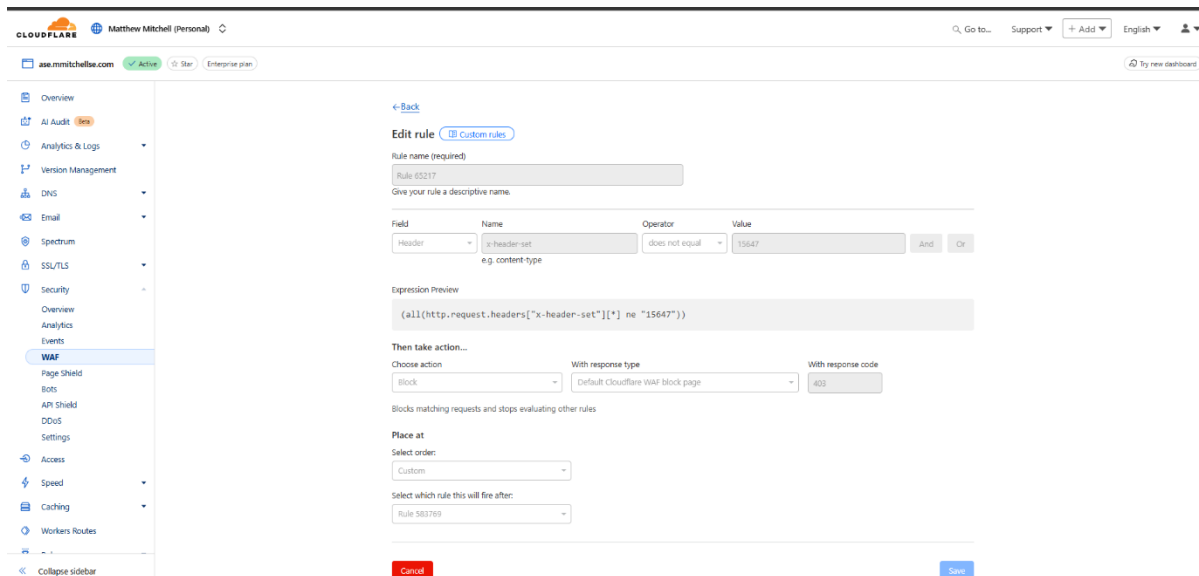 CLOUDFLARE
Matthew Mitchell (Personal)
Go to...
Support
+ Add
English
ase.mmitchellse.com
Active
Star
Enterprise plan
Try new dashboard
Overview
AI Audit Beta
Analytics & Logs
Version Management
DNS
Email
Spectrum
SSL/TLS
Security
Overview
Analytics
Events
WAF
Page Shield
Bots
API Shield
DDoS
Settings
Access
Speed
Caching
Workers Routes
Collapse sidebar
←Back
Edit rule Custom rules
Rule name (required)
Rule 65217
Give your rule a descriptive name.
Field Name Operator Value
Header x-header-set does not equal 15647 And Or
e.g. content-type
Expression Preview
(all(http.request.headers["x-header-set"][*] ne "15647"))
Then take action...
Choose action With response type With response code
Block Default Cloudflare WAF block page 403
Blocks matching requests and stops evaluating other rules
Place at
Select order:
Custom
Select which rule this will fire after:
Rule 583769
Cancel Save